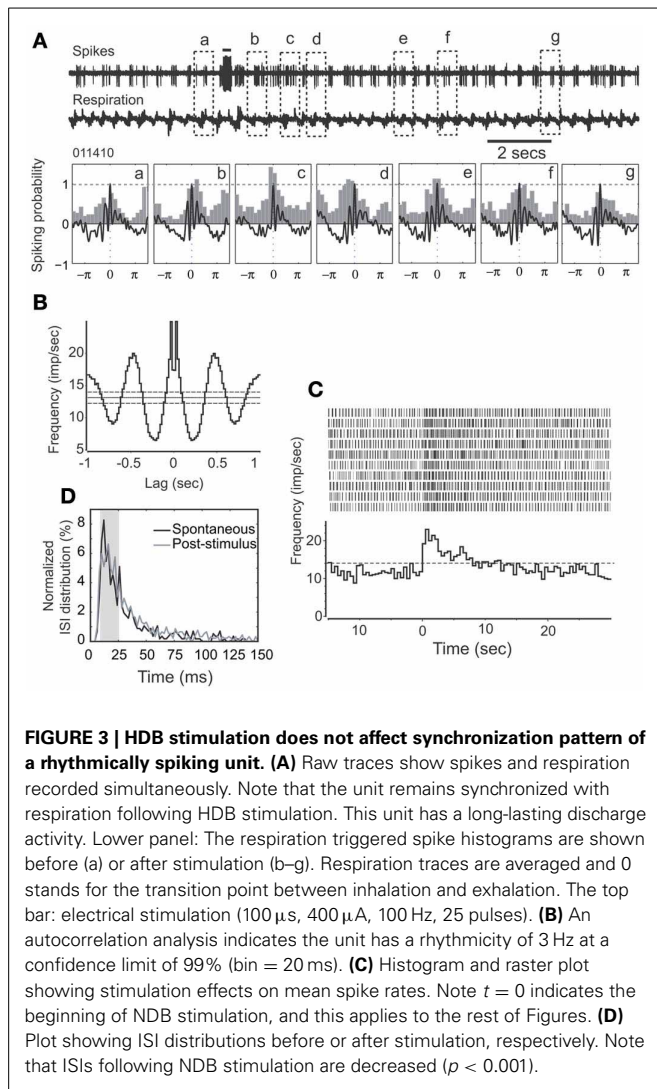 A
Spikes
a b c d e f g
Respiration
2 secs
011410
a b c d e f g
Spiking probability
1
0
-1
-π 0 π -π 0 π -π 0 π -π 0 π -π 0 π -π 0 π -π 0 π
B
Frequency (imp/sec)
20
15
10
5
-1 -0.5 0 0.5 1
Lag (sec)
C
Frequency (imp/sec)
20
10
0
10 0 10 20
Time (sec)
D
Normalized
ISI distribution (%)
8
6
4
2
0
Spontaneous
Post-stimulus
0 25 50 75 100 125 150
Time (ms)
FIGURE 3 | HDB stimulation does not affect synchronization pattern of
a rhythmically spiking unit. (A) Raw traces show spikes and respiration
recorded simultaneously. Note that the unit remains synchronized with
respiration following HDB stimulation. This unit has a long-lasting discharge
activity. Lower panel: The respiration triggered spike histograms are shown
before (a) or after stimulation (b–g). Respiration traces are averaged and 0
stands for the transition point between inhalation and exhalation. The top
bar: electrical stimulation (100 μs, 400 μA, 100 Hz, 25 pulses). (B) An
autocorrelation analysis indicates the unit has a rhythmicity of 3 Hz at a
confidence limit of 99% (bin = 20 ms). (C) Histogram and raster plot
showing stimulation effects on mean spike rates. Note t = 0 indicates the
beginning of NDB stimulation, and this applies to the rest of Figures. (D)
Plot showing ISI distributions before or after stimulation, respectively. Note
that ISIs following NDB stimulation are decreased (p < 0.001).